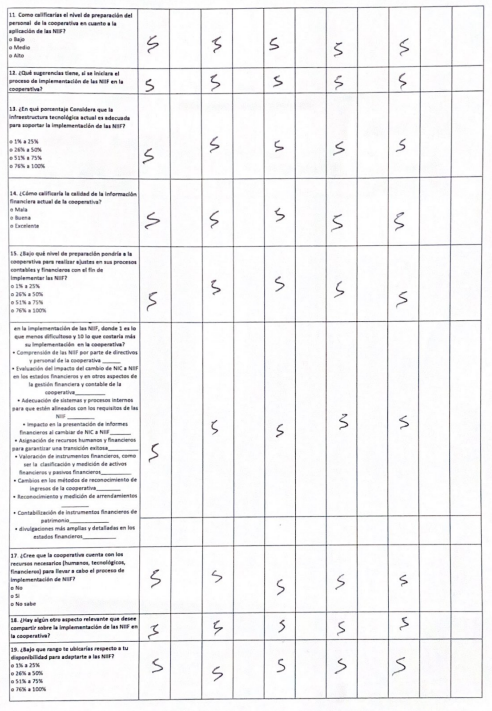 11. Como calificarías el nivel de preparación del
personal de la cooperativa en cuanto a la
aplicación de las NIIF?
o Bajo
o Medio
o Alto
5 5 5 5 5
12. ¿Qué sugerencias tiene, si se iniciara el
proceso de implementación de las NIIF en la
cooperativa?
5 5 5 5 5
13. ¿En qué porcentaje Considera que la
infraestructura tecnológica actual es adecuada
para soportar la implementación de las NIIF?
o 1% a 25%
o 26% a 50%
o 51% a 75%
o 76% a 100%
5 5 5 5 5
14. ¿Cómo calificaría la calidad de la información
financiera actual de la cooperativa?
o Mala
o Buena
o Excelente
5 5 5 5 5
15. ¿Bajo qué nivel de preparación pondría a la
cooperativa para realizar ajustes en sus procesos
contables y financieros con el fin de
implementar las NIIF?
o 1% a 25%
o 26% a 50%
o 51% a 75%
o 76% a 100%
5 5 5 5 5
en la implementación de las NIIF, donde 1 es lo
que menos dificultoso y 10 lo que costaría más
su implementación en la cooperativa?
• Comprensión de las NIIF por parte de directivos
y personal de la cooperativa ______
• Evaluación del impacto del cambio de NIC a NIIF
en los estados financieros y en otros aspectos de
la gestión financiera y contable de la
cooperativa________
• Adecuación de sistemas y procesos internos
para que estén alineados con los requisitos de las
NIIF ________
• Impacto en la presentación de informes
financieros al cambiar de NIC a NIIF______
• Asignación de recursos humanos y financieros
para garantizar una transición exitosa________
• Valoración de instrumentos financieros, como
ser la clasificación y medición de activos
financieros y pasivos financieros________
• Cambios en los métodos de reconocimiento de
ingresos de la cooperativa________
• Reconocimiento y medición de arrendamientos
________
• Contabilización de instrumentos financieros de
patrimonio________
• divulgaciones más amplias y detalladas en los
estados financieros________
5 5 5 5 5
17. ¿Cree que la cooperativa cuenta con los
recursos necesarios (humanos, tecnológicos,
financieros) para llevar a cabo el proceso de
implementación de NIIF?
o No
o Si
o No sabe
5 5 5 5 5
18. ¿Hay algún otro aspecto relevante que desee
compartir sobre la implementación de las NIIF en
la cooperativa?
5 5 5 5 5
19. ¿Bajo que rango te ubicarías respecto a tu
disponibilidad para adaptarte a las NIIF?
o 1% a 25%
o 26% a 50%
o 51% a 75%
o 76% a 100%
5 5 5 5 5